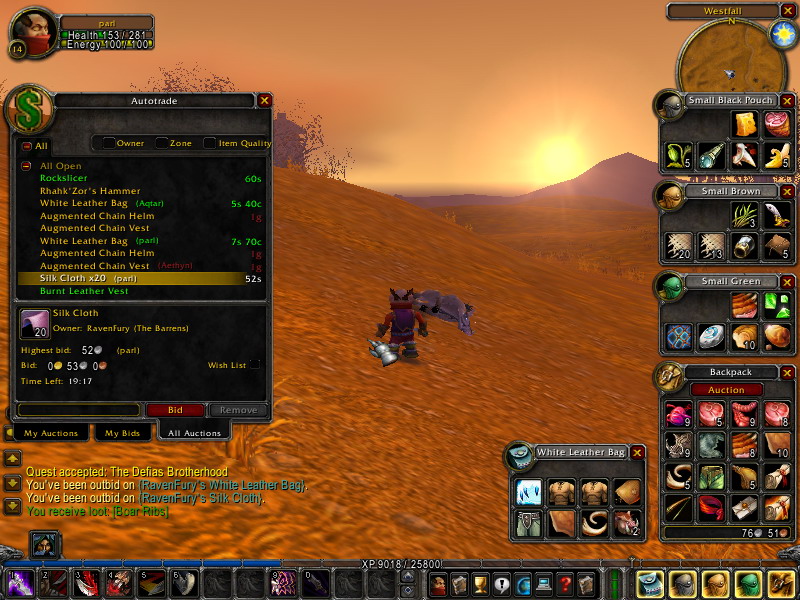 parl
Health 153 / 281
Energy 100 / 100
14
Westfall
N
Autotrade
All
Owner
Zone
Item Quality
All Open
Rockslicer 60s
Rhahk'Zor's Hammer
White Leather Bag (Aqtar) 5s 40c
Augmented Chain Helm 1g
Augmented Chain Vest
White Leather Bag (parl) 7s 70c
Augmented Chain Helm 1g
Augmented Chain Vest (Aerhyn) 1g
Silk Cloth x20 (parl) 52s
Burnt Leather Vest
20
Silk Cloth
Owner: RavenFury (The Barrens)
Highest bid: 52 (parl)
Bid: 0 53 0
Wish List
Time Left: 19:17
Bid
Remove
My Auctions
My Bids
All Auctions
Small Black Pouch
5
5
Small Brown
3
20
13
5
Small Green
10
Backpack
Auction
9
5
9
8
9
8
10
5
5
76 51
White Leather Bag
2
Quest accepted: The Defias Brotherhood
You've been outbid on {RavenFury's White Leather Bag}.
You've been outbid on {RavenFury's Silk Cloth}.
You receive loot: [Boar Ribs]
XP 9018 / 25800